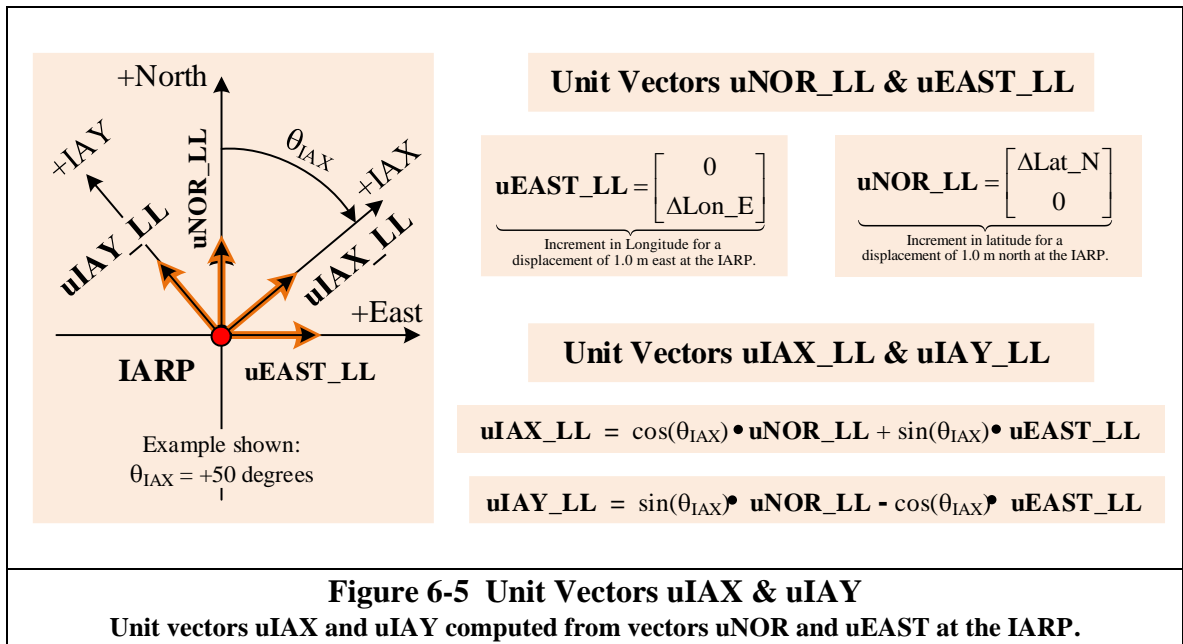 +North
+IAY
uNOR_LL
θIAX
+IAX
uIAY_LL
uIAX_LL
+East
IARP
uEAST_LL
Example shown:
θIAX = +50 degrees
Unit Vectors uNOR_LL & uEAST_LL
uEAST_LL = [0
ΔLon_E]
Increment in Longitude for a
displacement of 1.0 m east at the IARP.
uNOR_LL = [ΔLat_N
0]
Increment in latitude for a
displacement of 1.0 m north at the IARP.
Unit Vectors uIAX_LL & uIAY_LL
uIAX_LL = cos(θIAX) • uNOR_LL + sin(θIAX) • uEAST_LL
uIAY_LL = sin(θIAX) • uNOR_LL - cos(θIAX) • uEAST_LL
Figure 6-5 Unit Vectors uIAX & uIAY
Unit vectors uIAX and uIAY computed from vectors uNOR and uEAST at the IARP.